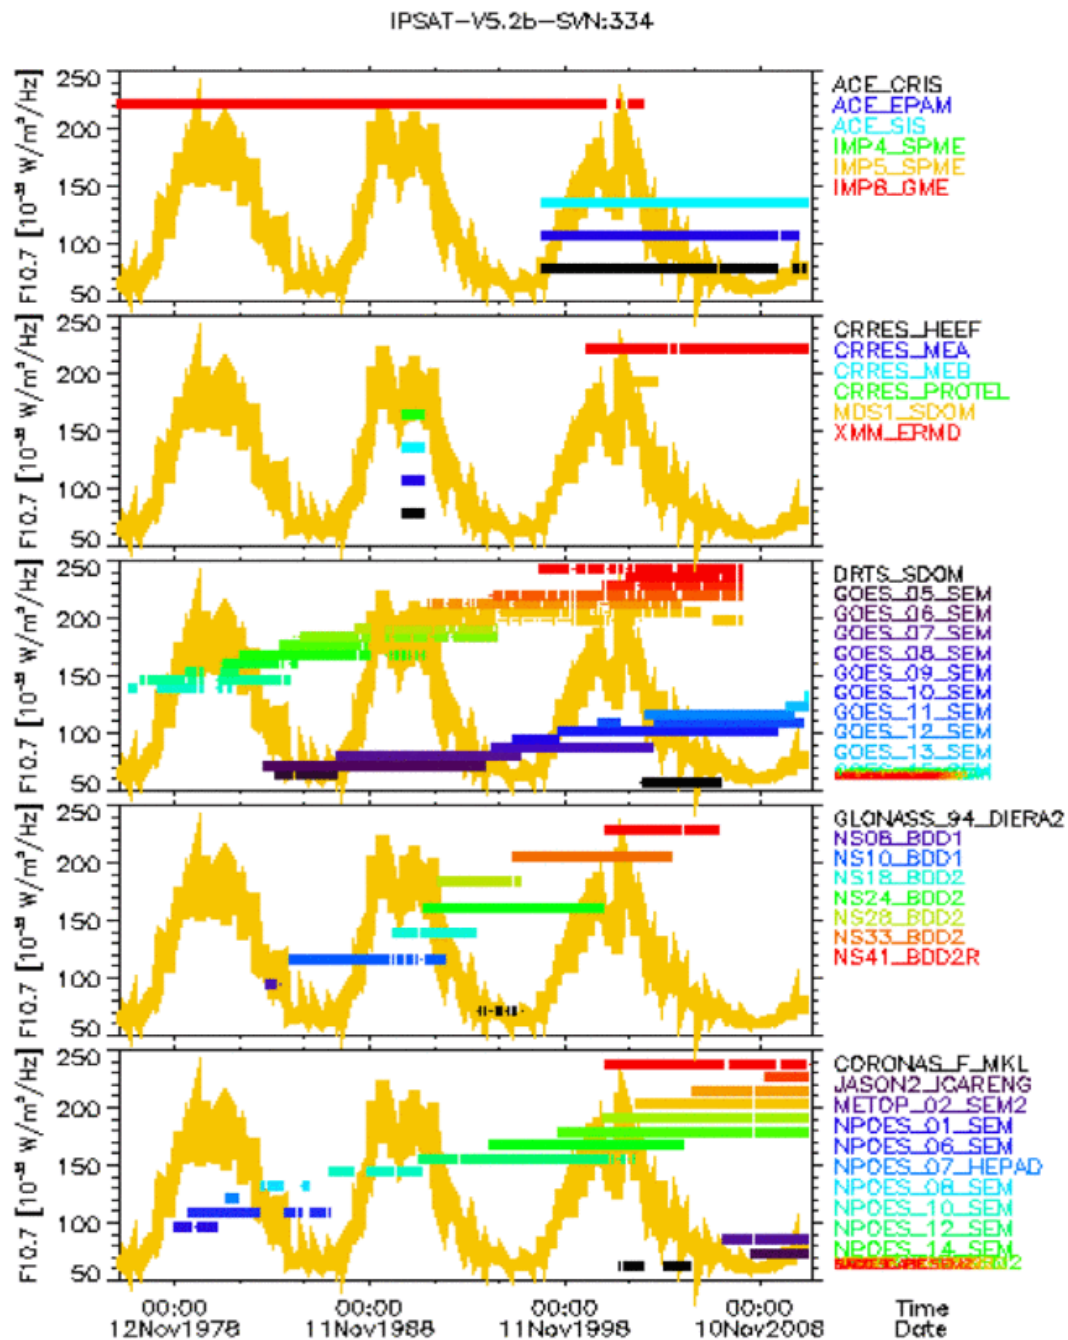 IPSAT-V5.2b-SVN:334
F10.7 [10⁻²² W/m²/Hz]
250
200
150
100
50
ACE_CRIS
ACE_EPAM
ACE_SIS
IMP4_SPME
IMP5_SPME
IMP8_GME
F10.7 [10⁻²² W/m²/Hz]
250
200
150
100
50
CRRES_HEEF
CRRES_MEA
CRRES_MEB
CRRES_PROTEL
MDS1_SDOM
XMM_ERMD
F10.7 [10⁻²² W/m²/Hz]
250
200
150
100
50
DRTS_SDOM
GOES_05_SEM
GOES_06_SEM
GOES_07_SEM
GOES_08_SEM
GOES_09_SEM
GOES_10_SEM
GOES_11_SEM
GOES_12_SEM
GOES_13_SEM
F10.7 [10⁻²² W/m²/Hz]
250
200
150
100
50
GLONASS_94_DIERA2
NS08_BDD1
NS10_BDD1
NS18_BDD2
NS24_BDD2
NS28_BDD2
NS33_BDD2
NS41_BDD2R
F10.7 [10⁻²² W/m²/Hz]
250
200
150
100
50
CORONAS_F_MKL
JASON2_ICARENG
METOP_02_SEM2
NPOES_01_SEM
NPOES_06_SEM
NPOES_07_HEPAD
NPOES_08_SEM
NPOES_10_SEM
NPOES_12_SEM
NPOES_14_SEM
00:00 00:00 00:00 00:00 Time
12Nov1978 11Nov1988 11Nov1998 10Nov2008 Date